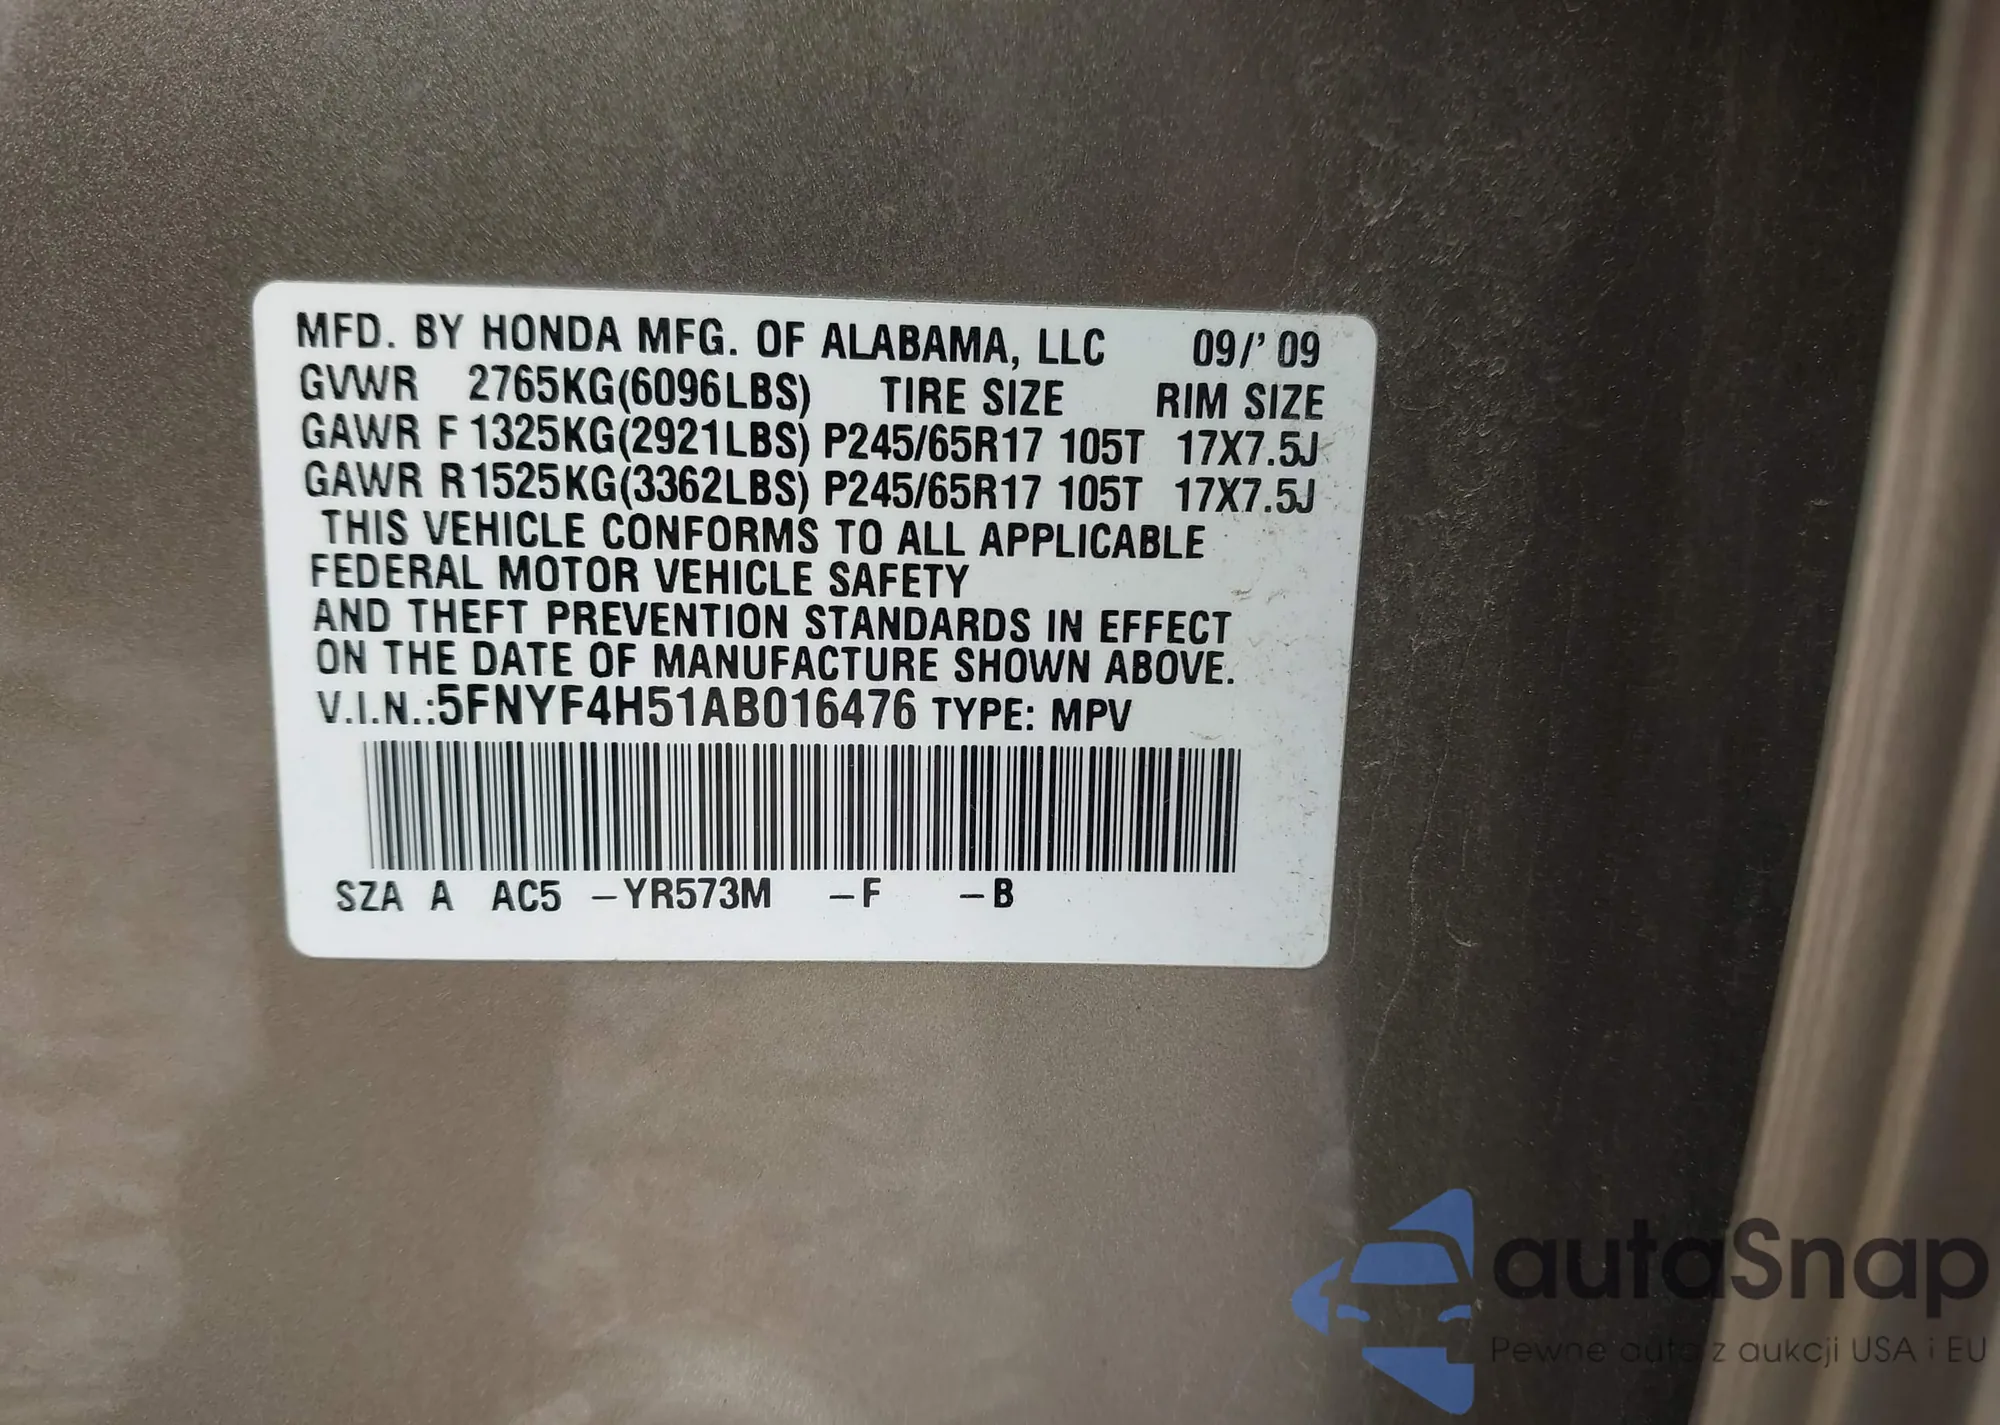 MFD. BY HONDA MFG. OF ALABAMA, LLC 09/' 09
GVWR 2765KG(6096LBS) TIRE SIZE RIM SIZE
GAWR F 1325KG(2921LBS) P245/65R17 105T 17X7.5J
GAWR R1525KG(3362LBS) P245/65R17 105T 17X7.5J
THIS VEHICLE CONFORMS TO ALL APPLICABLE
FEDERAL MOTOR VEHICLE SAFETY
AND THEFT PREVENTION STANDARDS IN EFFECT
ON THE DATE OF MANUFACTURE SHOWN ABOVE.
V.I.N.:5FNYF4H51AB016476 TYPE: MPV
SZA A AC5 –YR573M –F –B
autaSnap
Pewne auta z aukcji USA i EU